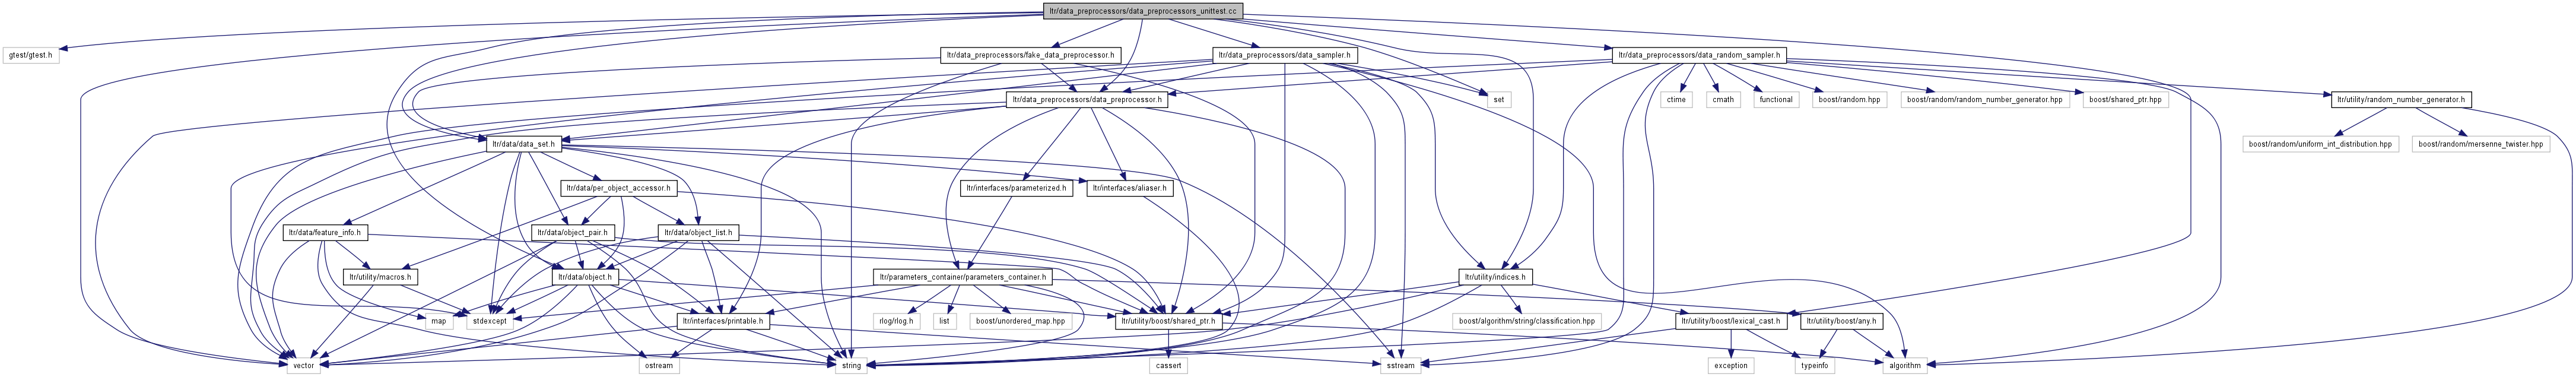 ltr/data_preprocessors/data_preprocessors_unittest.cc
gtest/gtest.h
ltr/data_preprocessors/fake_data_preprocessor.h
ltr/data_preprocessors/data_sampler.h
ltr/data_preprocessors/data_random_sampler.h
ltr/data_preprocessors/data_preprocessor.h
set
ctime
cmath
functional
boost/random.hpp
boost/random/random_number_generator.hpp
boost/shared_ptr.hpp
ltr/utility/random_number_generator.h
ltr/data/data_set.h
boost/random/uniform_int_distribution.hpp
boost/random/mersenne_twister.hpp
ltr/data/per_object_accessor.h
ltr/interfaces/parameterized.h
ltr/interfaces/aliaser.h
ltr/data/feature_info.h
ltr/data/object_pair.h
ltr/data/object_list.h
ltr/utility/macros.h
ltr/data/object.h
ltr/parameters_container/parameters_container.h
ltr/utility/indices.h
map
stdexcept
ltr/interfaces/printable.h
rlog/rlog.h
list
boost/unordered_map.hpp
ltr/utility/boost/shared_ptr.h
boost/algorithm/string/classification.hpp
ltr/utility/boost/lexical_cast.h
ltr/utility/boost/any.h
vector
ostream
string
cassert
sstream
exception
typeinfo
algorithm